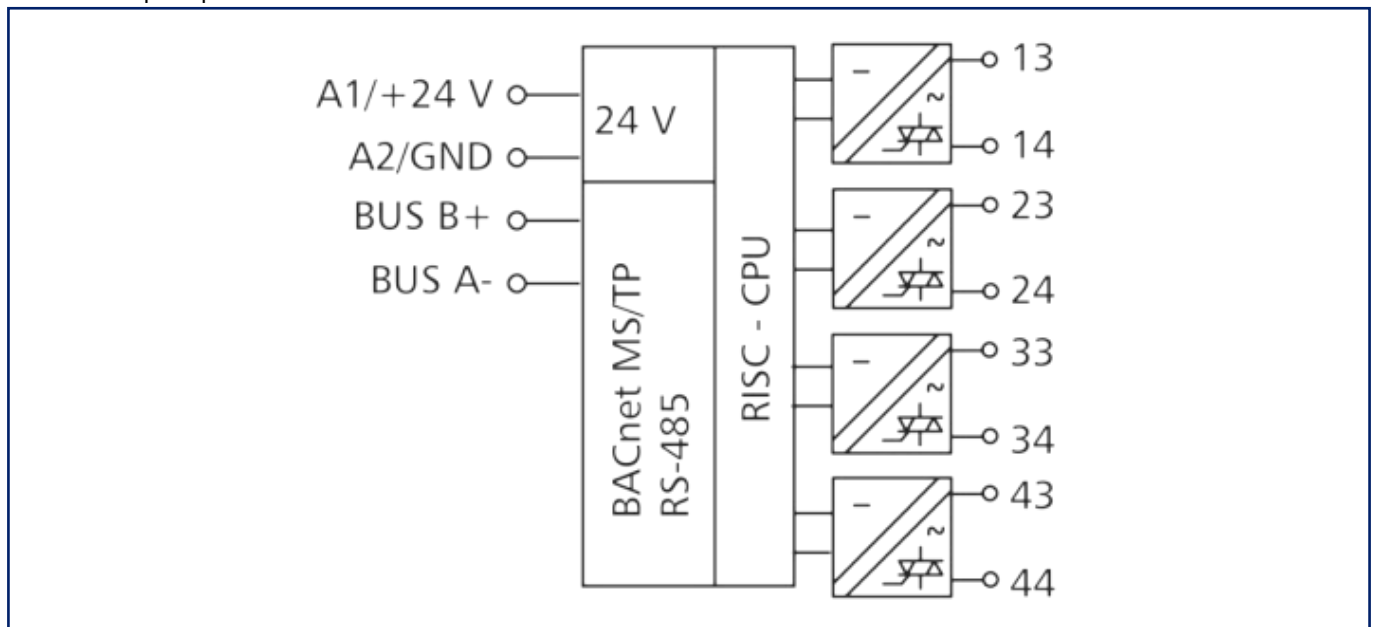 A1/+24 V
A2/GND
BUS B+
BUS A-
24 V
BACnet MS/TP
RS-485
RISC - CPU
–
~
13
14
–
~
23
24
–
~
33
34
–
~
43
44